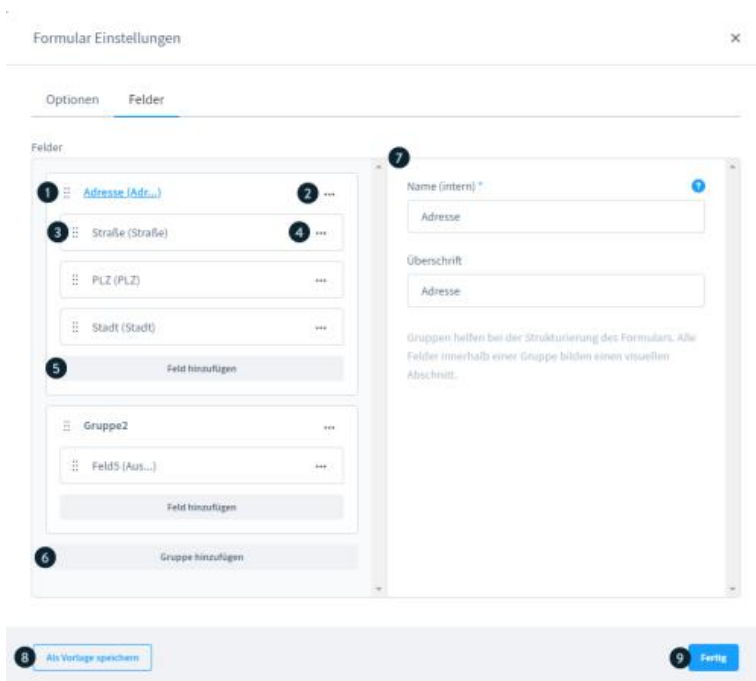 Formular Einstellungen ×
Optionen Felder
Felder
7
1 Adresse (Adr...) 2 ...
Name (intern) * ?
3 Straße (Straße) 4 ...
Adresse
PLZ (PLZ) ...
Überschrift
Adresse
Stadt (Stadt) ...
Gruppen helfen bei der Strukturierung des Formulars. Alle
Felder innerhalb einer Gruppe bilden einen visuellen
Abschnitt.
5 Feld hinzufügen
Gruppe2 ...
Feld5 (Aus...) ...
Feld hinzufügen
6 Gruppe hinzufügen
8 Als Vorlage speichern
9 Fertig